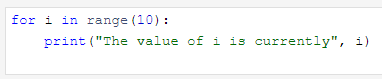 for i in range(10):
    print("The value of i is currently", i)